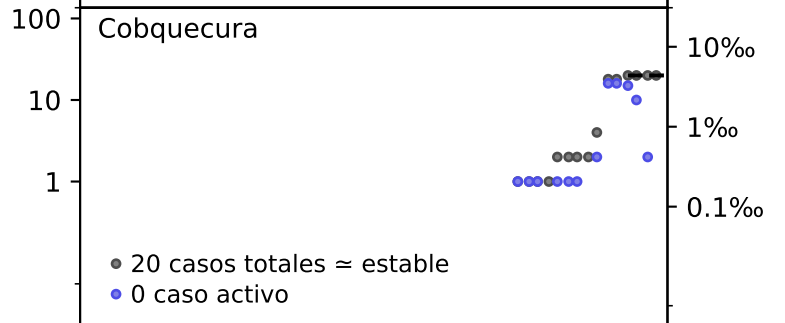 Cobquecura
100
10
1
10‰
1‰
0.1‰
20 casos totales ≃ estable
0 caso activo